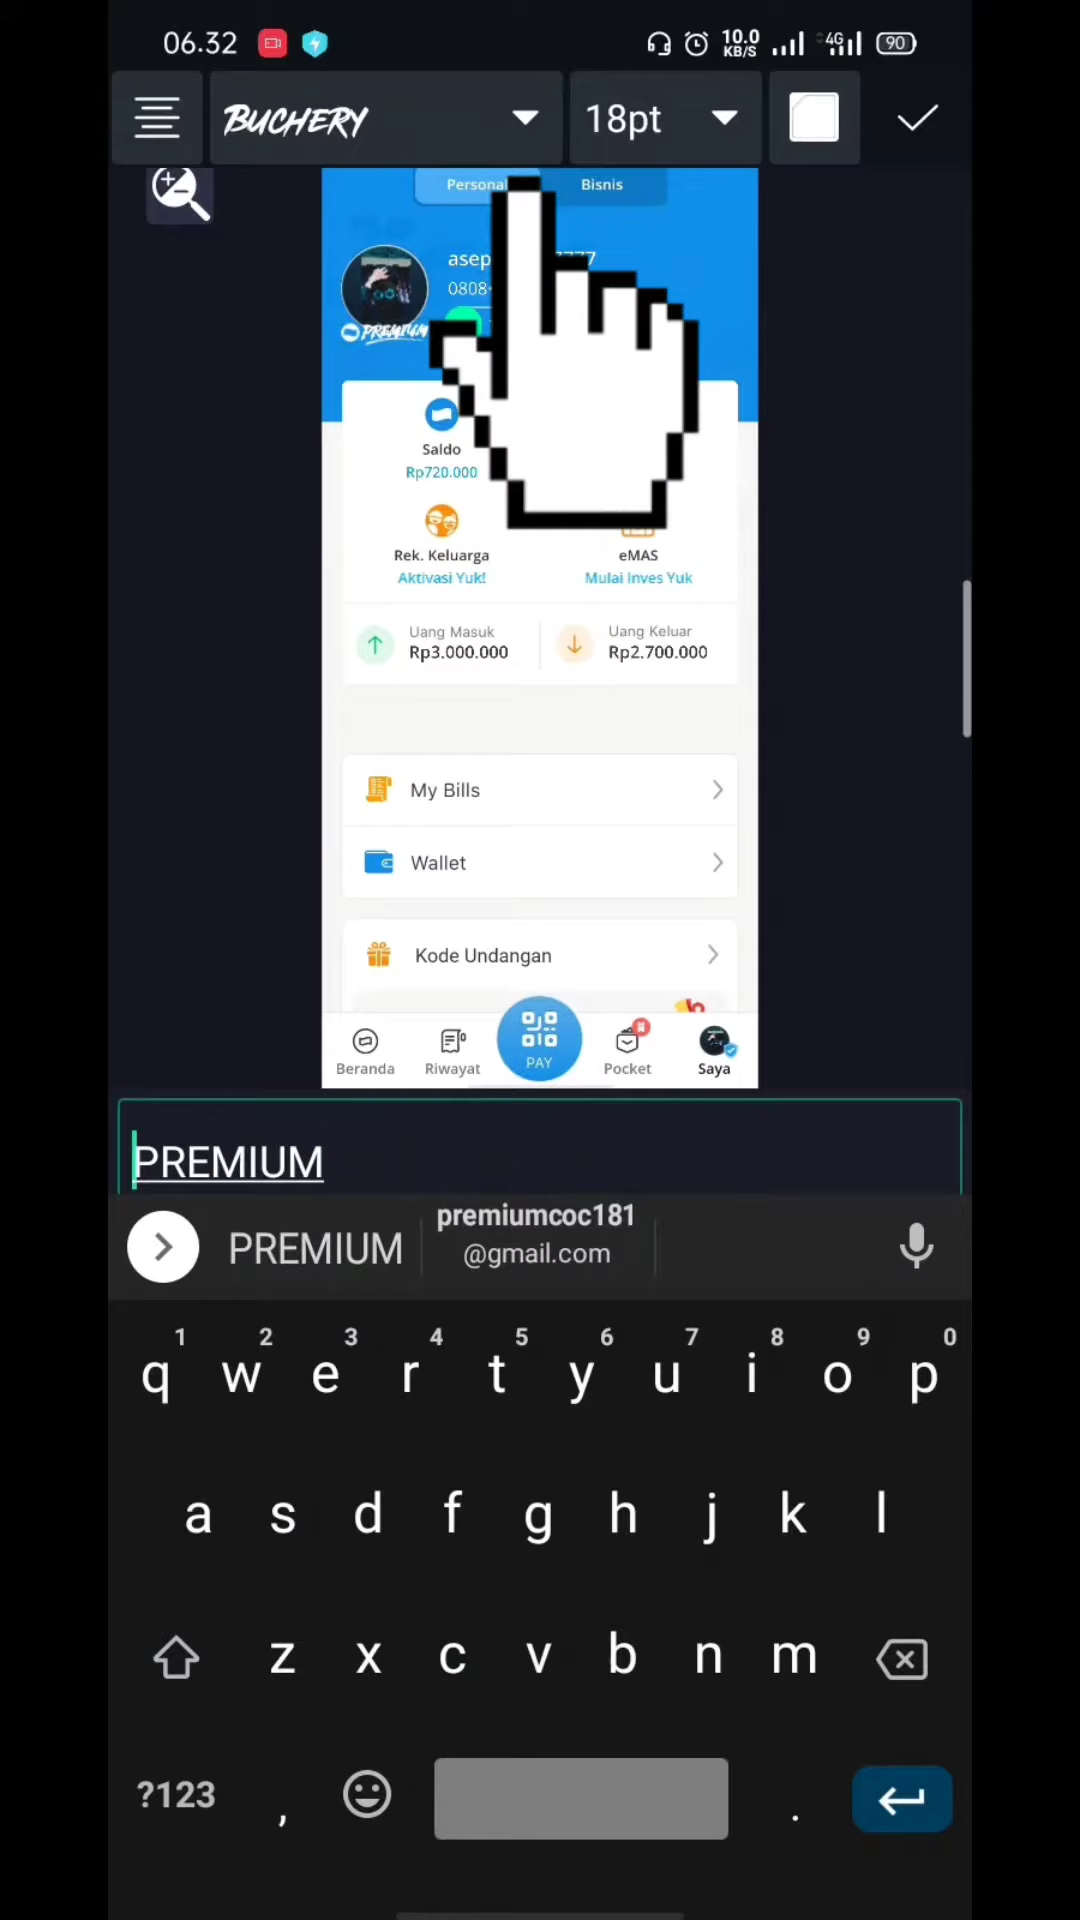 06.32
10.0
KB/S
4G
90
BUCHERY
18pt
Personal
Bisnis
asep
7777
0808
PREMIUM
Saldo
Rp720.000
Rek. Keluarga
eMAS
Aktivasi Yuk!
Mulai Inves Yuk
Uang Masuk
Uang Keluar
Rp3.000.000
Rp2.700.000
My Bills
Wallet
Kode Undangan
PAY
Beranda
Riwayat
Pocket
Saya
PREMIUM
PREMIUM
premiumcoc181
@gmail.com
1 2 3 4 5 6 7 8 9 0
q w e r t y u i o p
a s d f g h j k l
z x c v b n m
?123 , .